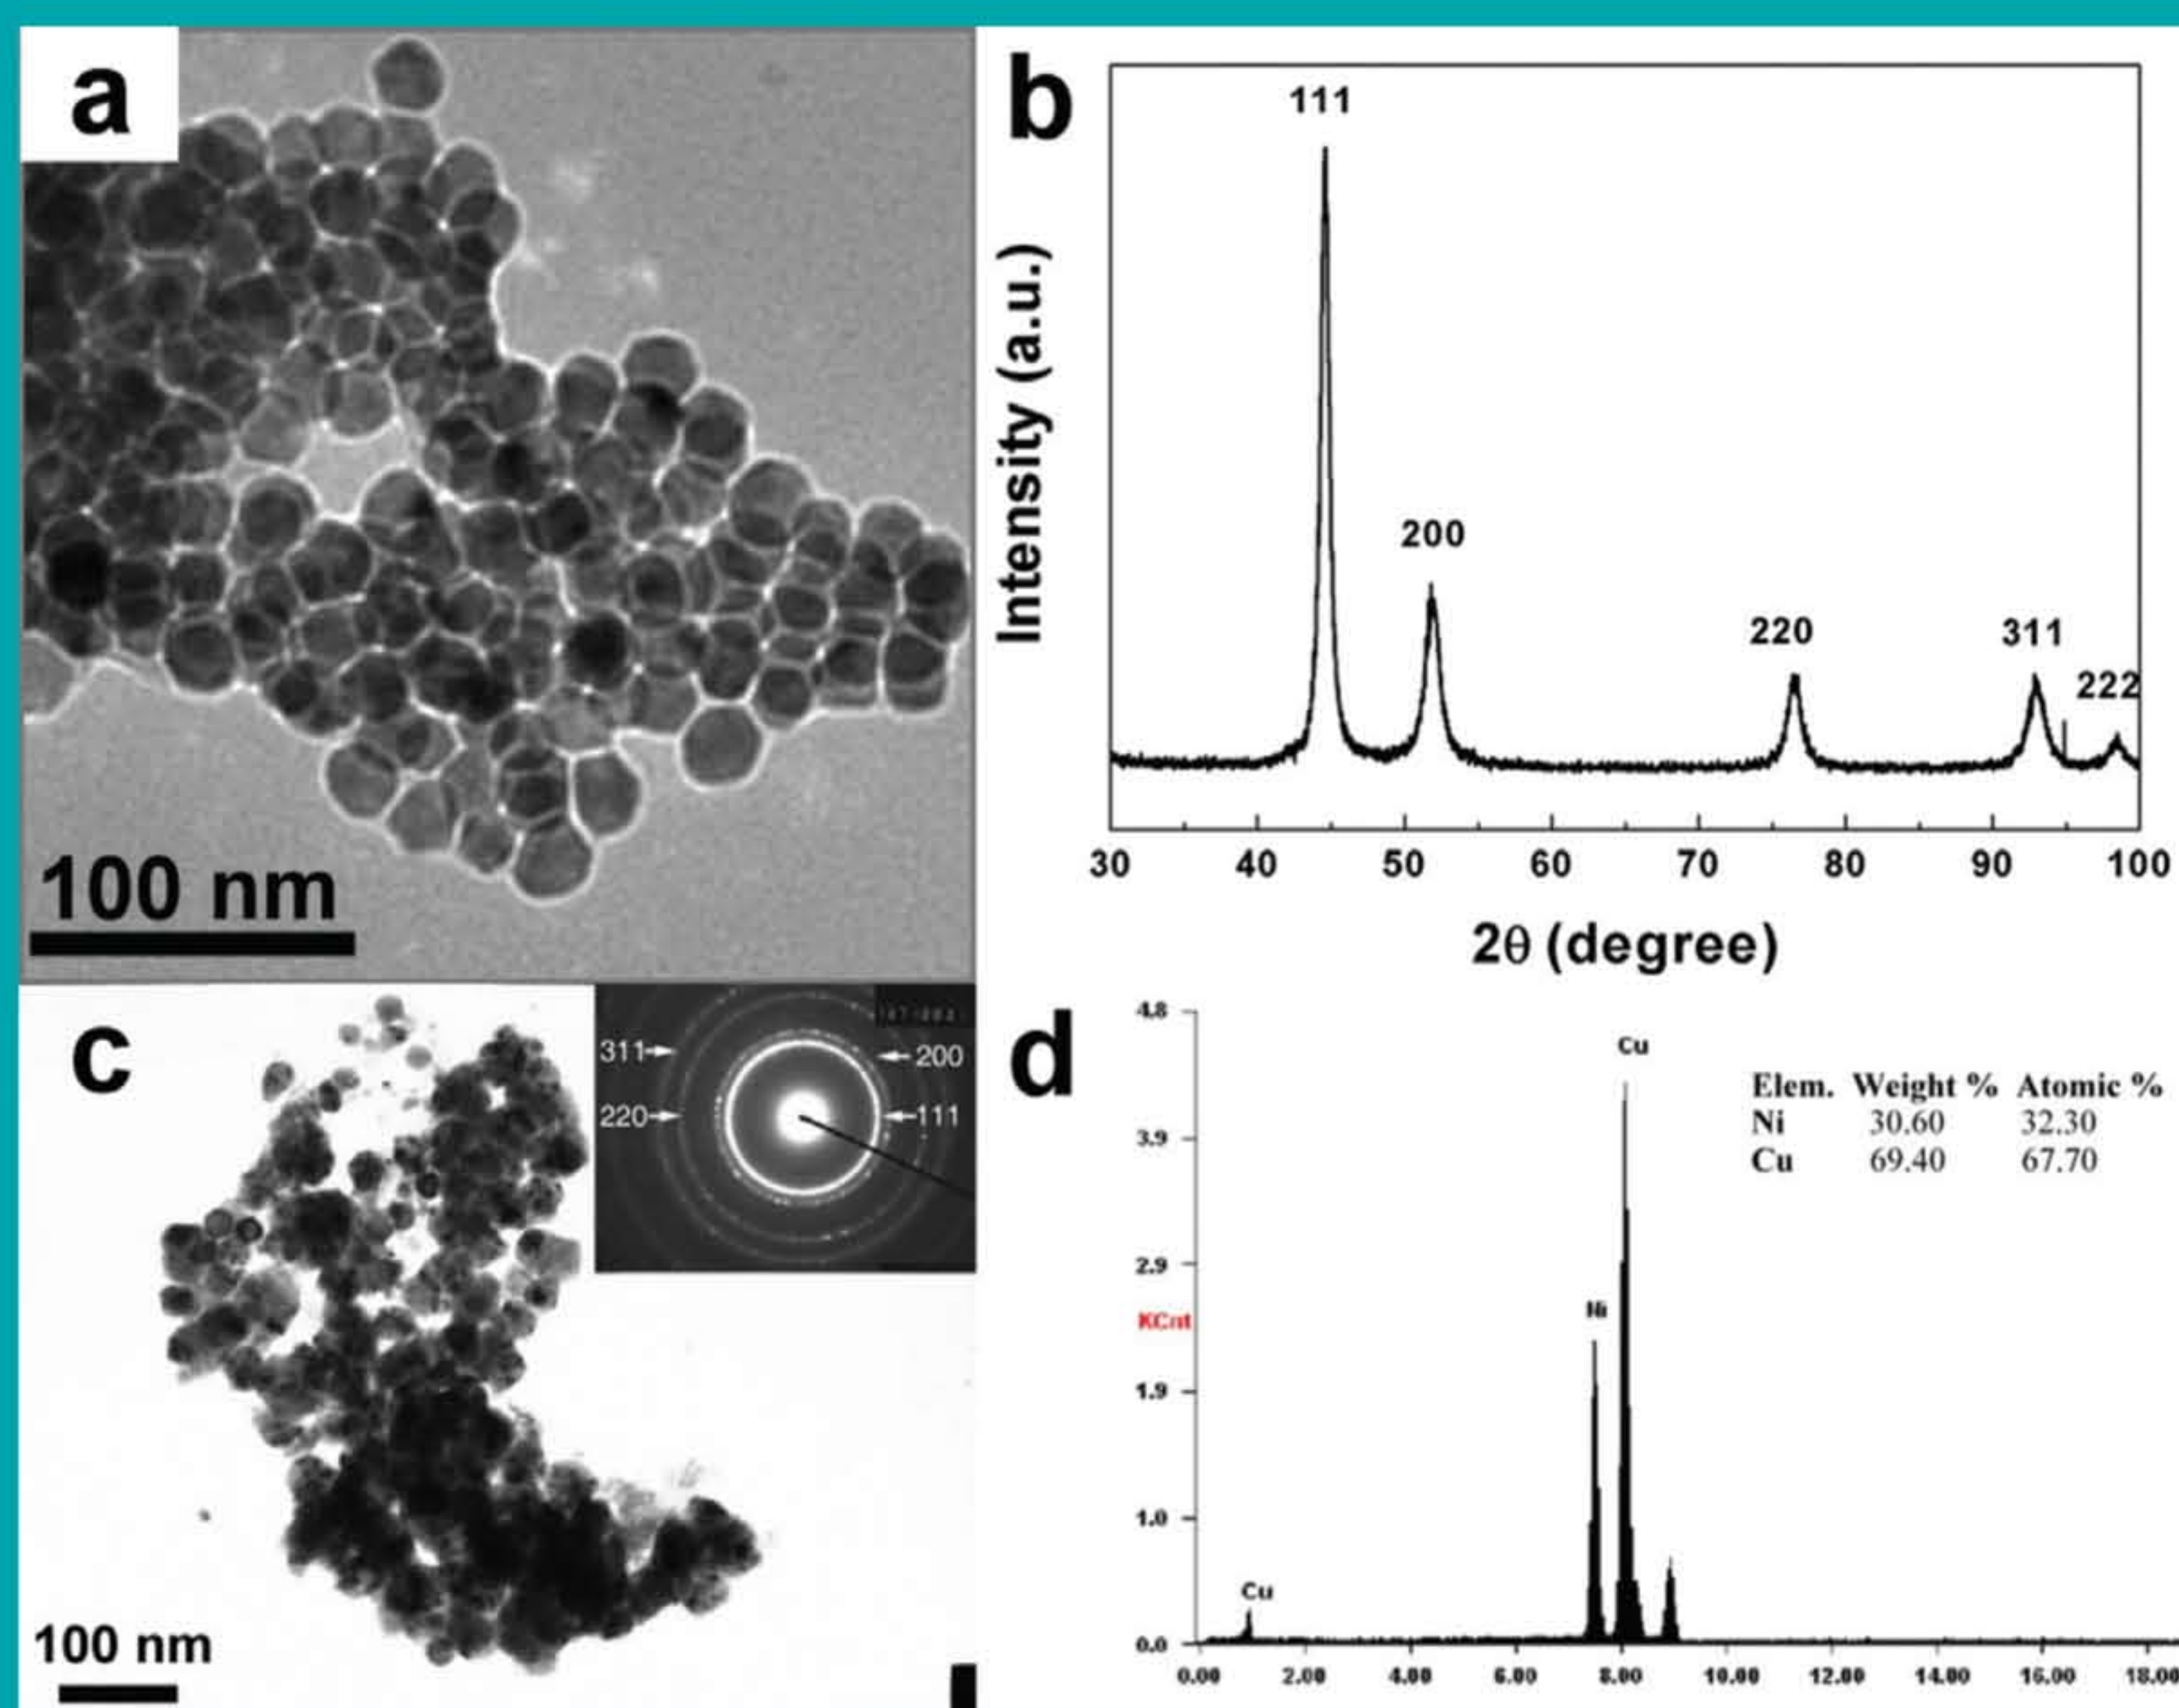 a
100 nm
b
111
200
220
311
222
Intensity (a.u.)
30 40 50 60 70 80 90 100
2θ (degree)
c
311
200
220
111
100 nm
d
4.8
3.9
2.9
1.9
1.0
0.0
KCnt
Cu
Ni
Cu
Elem. Weight % Atomic %
Ni 30.60 32.30
Cu 69.40 67.70
0.00 2.00 4.00 6.00 8.00 10.00 12.00 14.00 16.00 18.00